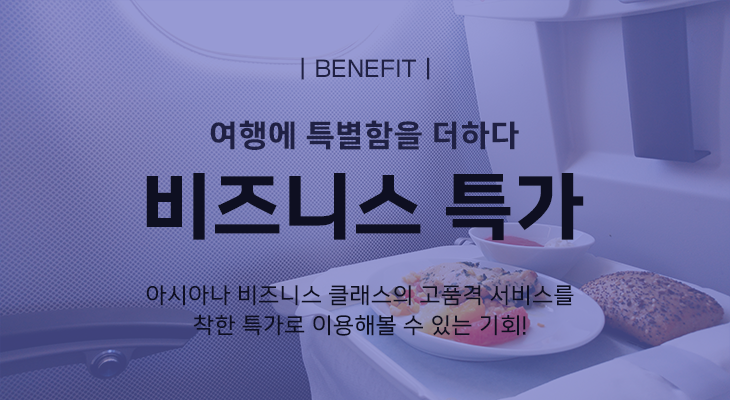 | BENEFIT |
여행에 특별함을 더하다
비즈니스 특가
아시아나 비즈니스 클래스의 고품격 서비스를
착한 특가로 이용해볼 수 있는 기회!